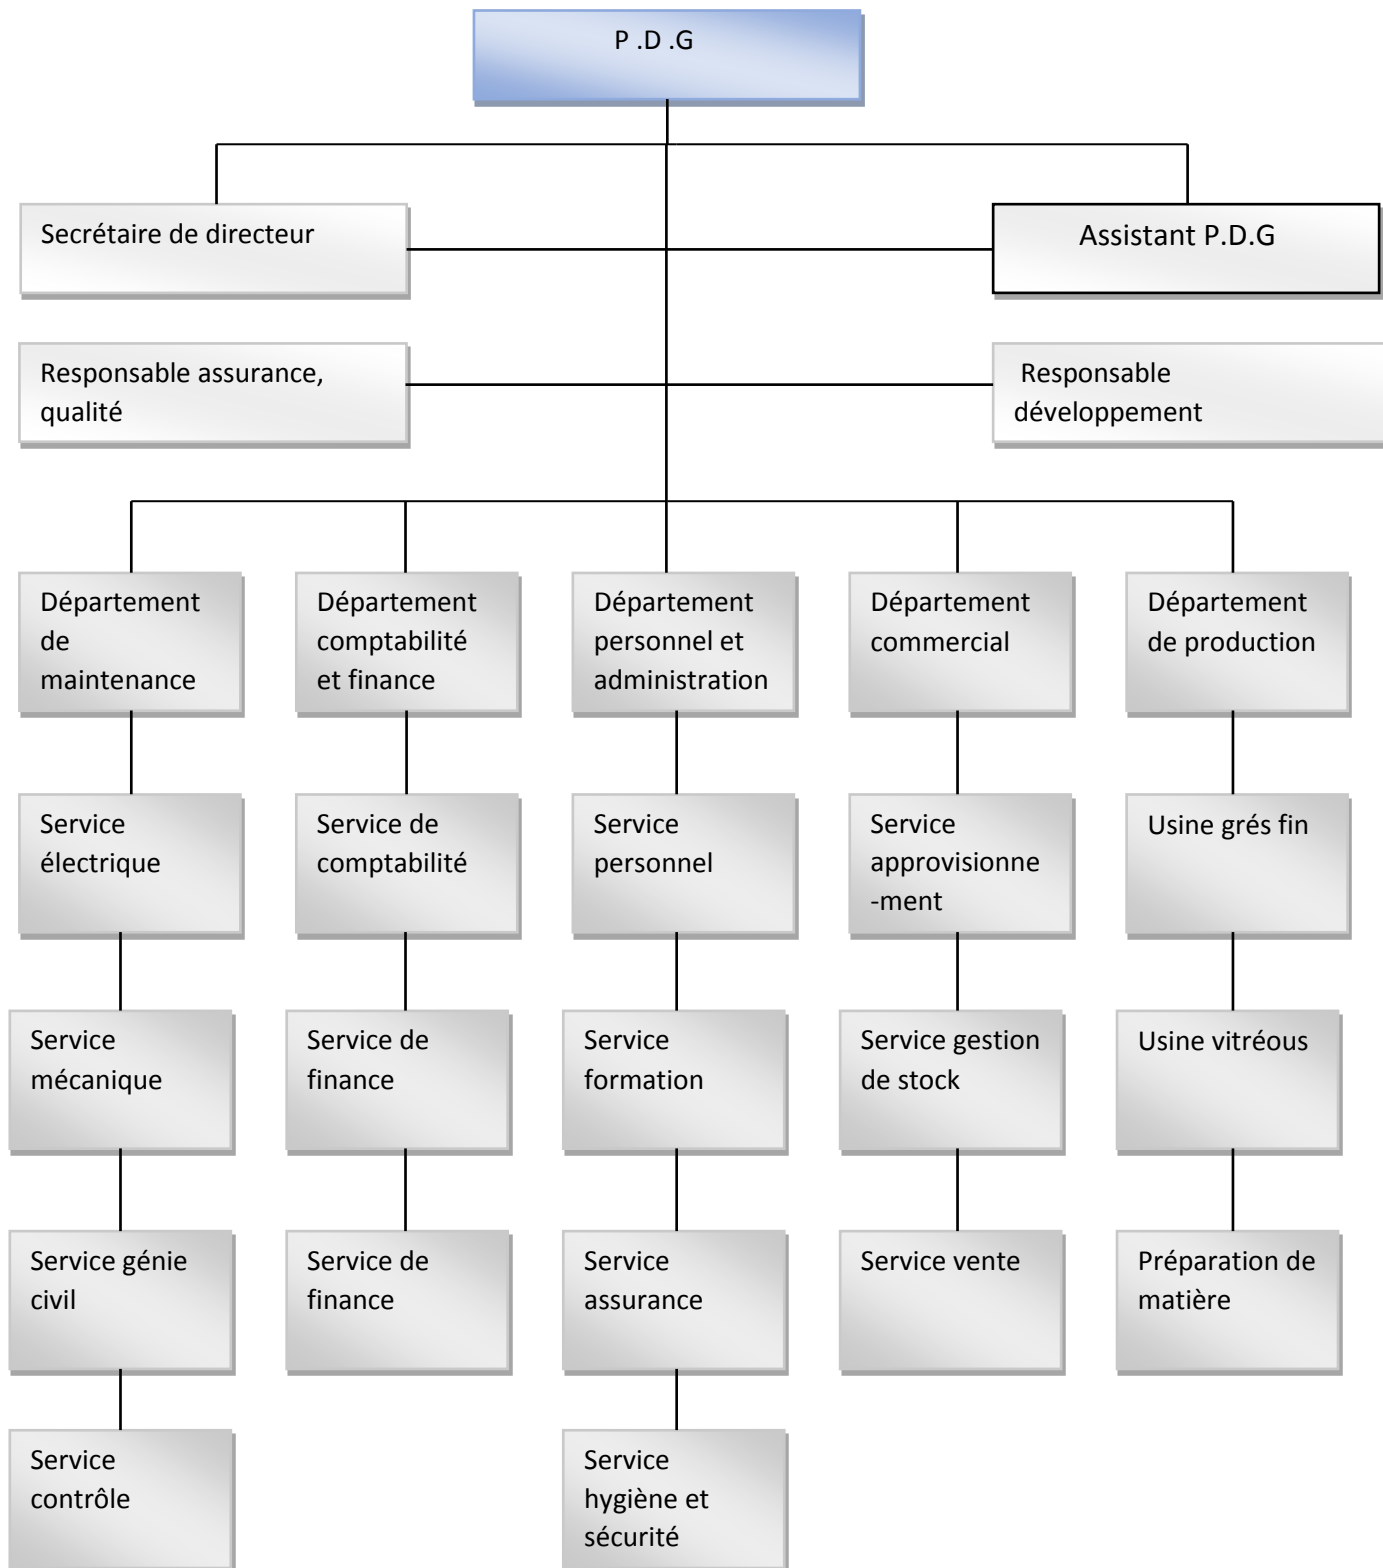 P .D .G
Secrétaire de directeur
Assistant P.D.G
Responsable assurance,
qualité
Responsable
développement
Département
de
maintenance
Département
comptabilité
et finance
Département
personnel et
administration
Département
commercial
Département
de production
Service
électrique
Service de
comptabilité
Service
personnel
Service
approvisionne
-ment
Usine grés fin
Service
mécanique
Service de
finance
Service
formation
Service gestion
de stock
Usine vitréous
Service génie
civil
Service de
finance
Service
assurance
Service vente
Préparation de
matière
Service
contrôle
Service
hygiène et
sécurité